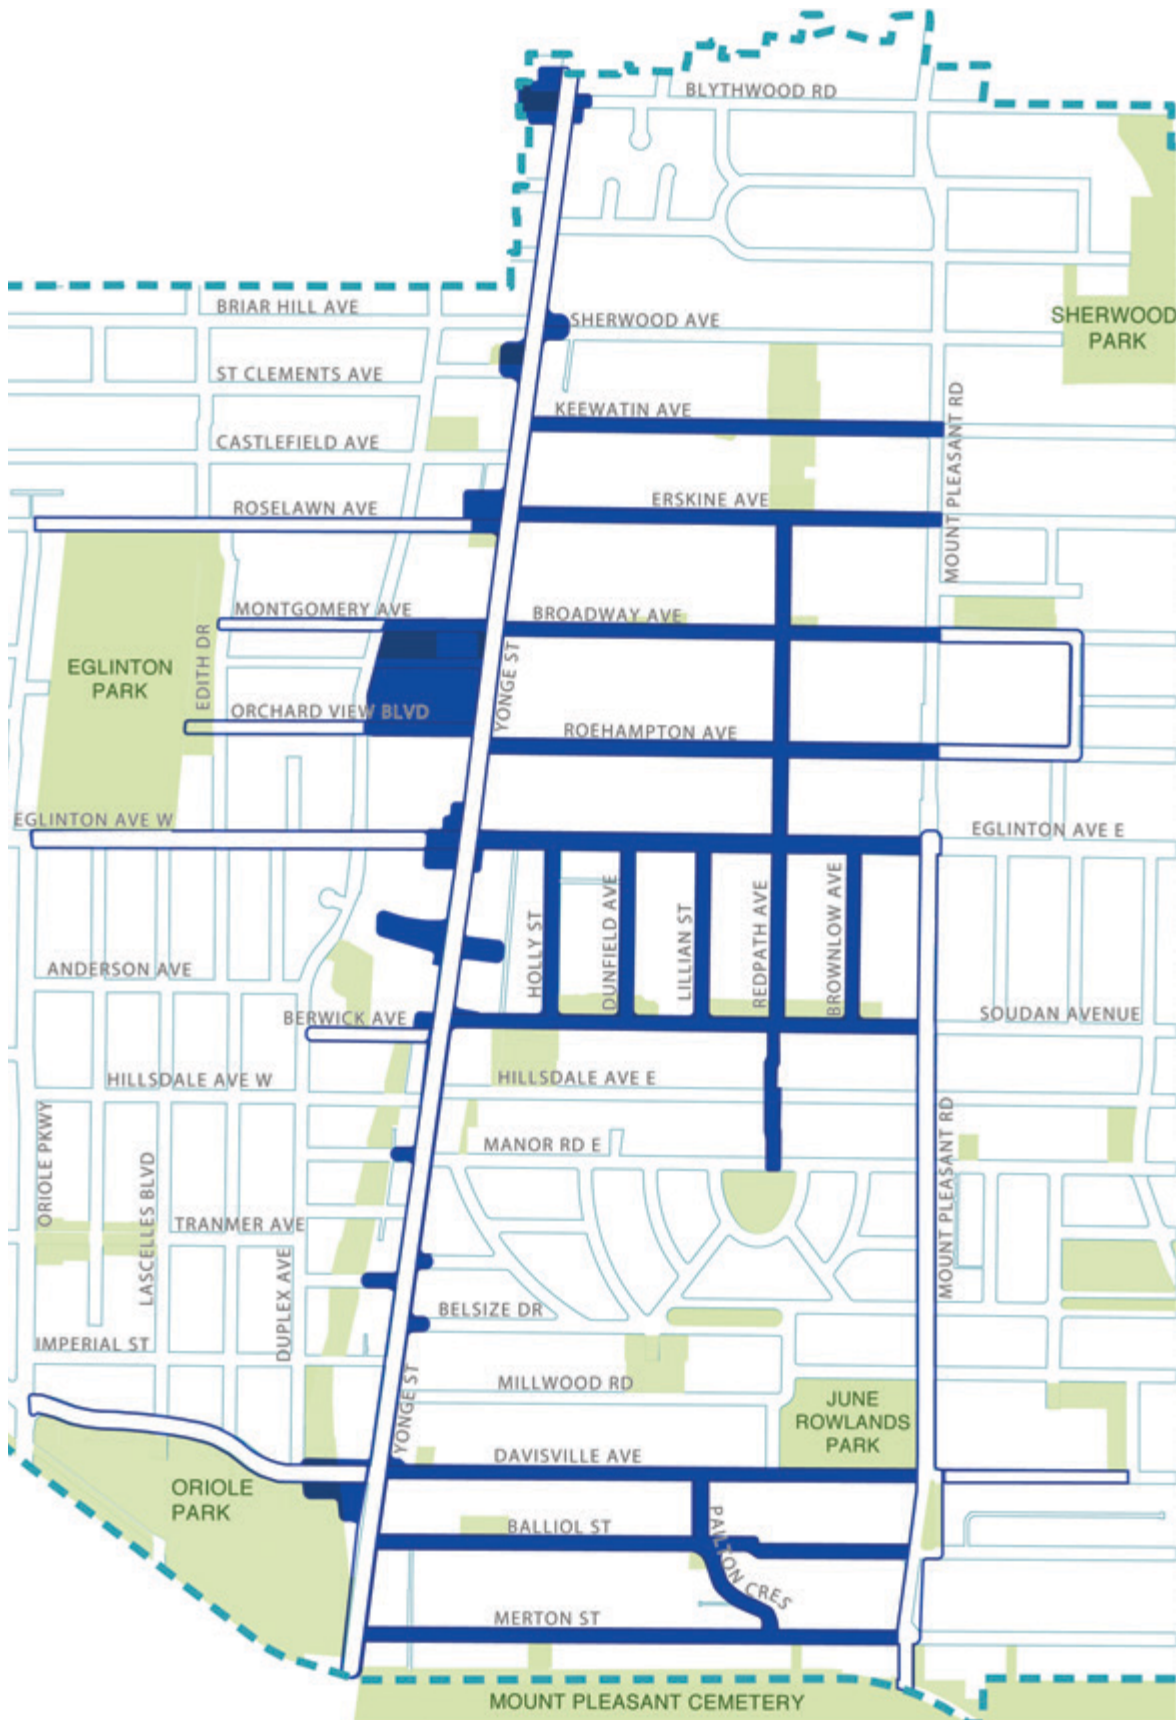 BLYTHWOOD RD
BRIAR HILL AVE
SHERWOOD AVE
SHERWOOD
PARK
ST CLEMENTS AVE
KEEWATIN AVE
MOUNT PLEASANT RD
CASTLEFIELD AVE
ROSELAWN AVE
ERSKINE AVE
MONTGOMERY AVE
BROADWAY AVE
EDITH DR
EGLINTON
PARK
YONGE ST
ORCHARD VIEW BLVD
ROEHAMPTON AVE
EGLINTON AVE W
EGLINTON AVE E
HOLLY ST
DUNFIELD AVE
LILLIAN ST
REDPATH AVE
BROWNLOW AVE
ANDERSON AVE
BERWICK AVE
SOUDAN AVENUE
HILLSDALE AVE W
HILLSDALE AVE E
ORIOLE PKWY
MANOR RD E
MOUNT PLEASANT RD
LASCELLES BLVD
TRANMER AVE
DUPLEX AVE
BELSIZE DR
IMPERIAL ST
MILLWOOD RD
YONGE ST
JUNE
ROWLANDS
PARK
DAVISVILLE AVE
ORIOLE
PARK
BALLIOL ST
PAILTON CRES
MERTON ST
MOUNT PLEASANT CEMETERY